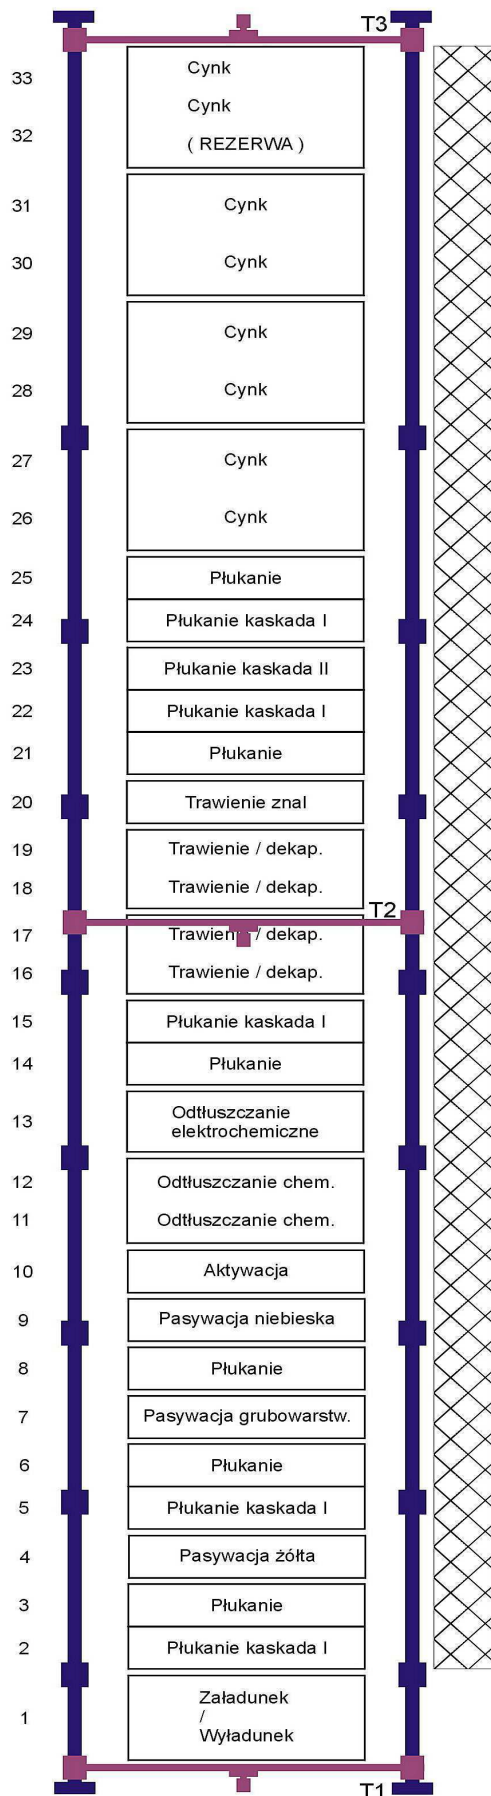 T3
33 Cynk
Cynk
32 ( REZERWA )
31 Cynk
30 Cynk
29 Cynk
28 Cynk
27 Cynk
26 Cynk
25 Płukanie
24 Płukanie kaskada I
23 Płukanie kaskada II
22 Płukanie kaskada I
21 Płukanie
20 Trawienie znal
19 Trawienie / dekap.
18 Trawienie / dekap.
T2
17 Trawienie / dekap.
16 Trawienie / dekap.
15 Płukanie kaskada I
14 Płukanie
13 Odtłuszczanie
elektrochemiczne
12 Odtłuszczanie chem.
11 Odtłuszczanie chem.
10 Aktywacja
9 Pasywacja niebieska
8 Płukanie
7 Pasywacja grubowarstw.
6 Płukanie
5 Płukanie kaskada I
4 Pasywacja żółta
3 Płukanie
2 Płukanie kaskada I
Załadunek
1 /
Wyładunek
T1